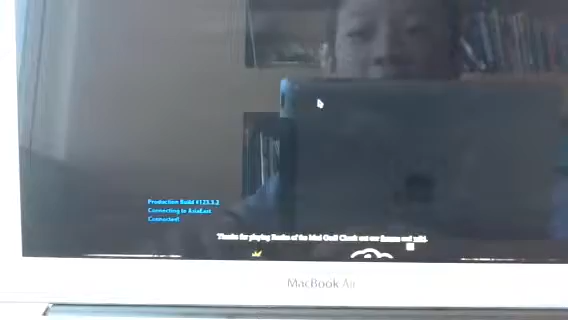 Production Build #123.3.2
Connecting to AsiaEast
Connected!
Thanks for playing Realm of the Mad God! Check out our forums and wiki.
MacBook Air